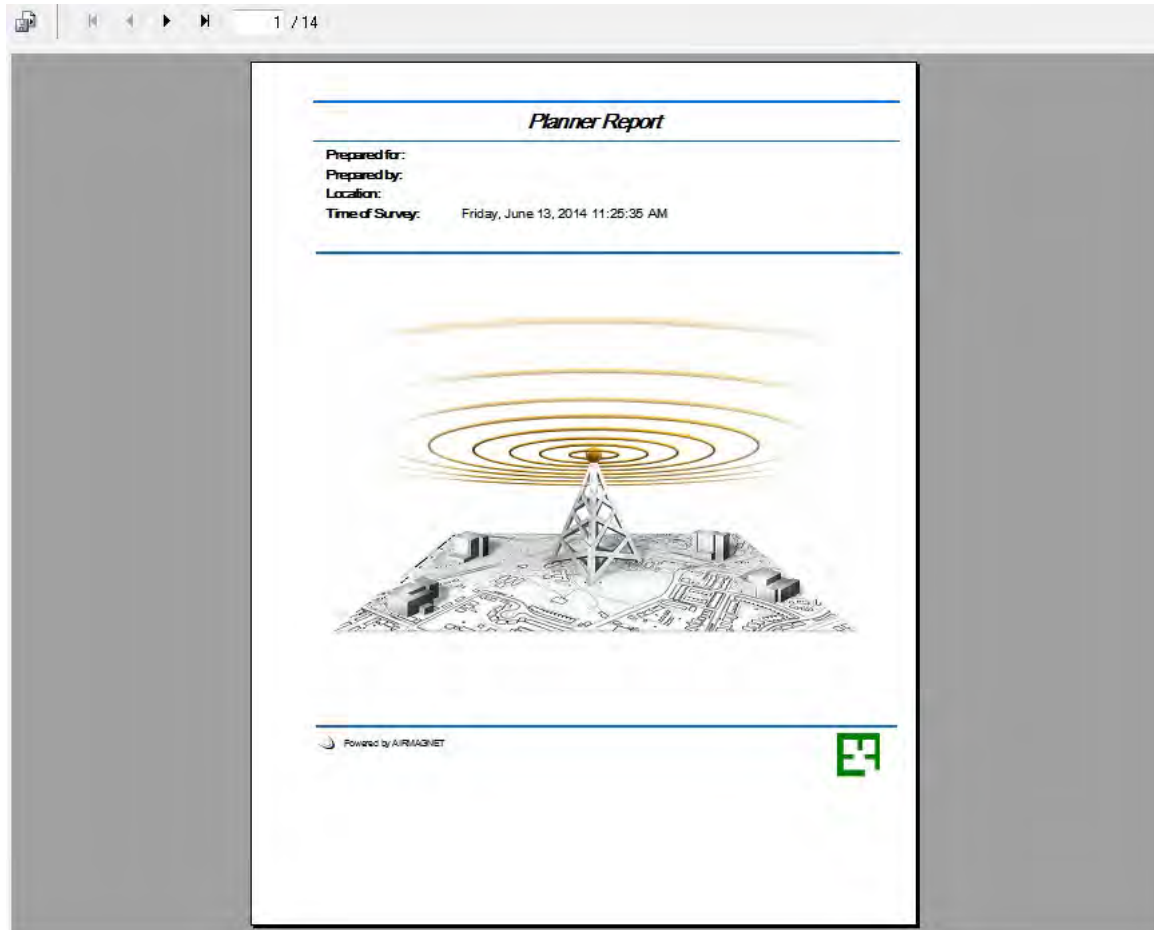 1 / 14
Planner Report
Prepared for:
Prepared by:
Location:
Time of Survey: Friday, June 13, 2014 11:25:35 AM
Powered by AIRMAGNET